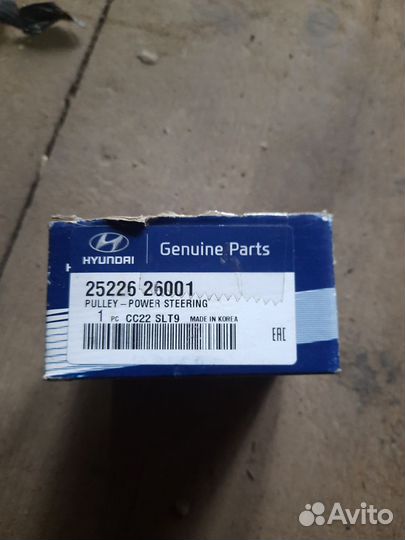 HYUNDAI
Genuine Parts
25226 26001
PULLEY-POWER STEERING
1 PC CC22 SLT9 MADE IN KOREA
EAC
Avito